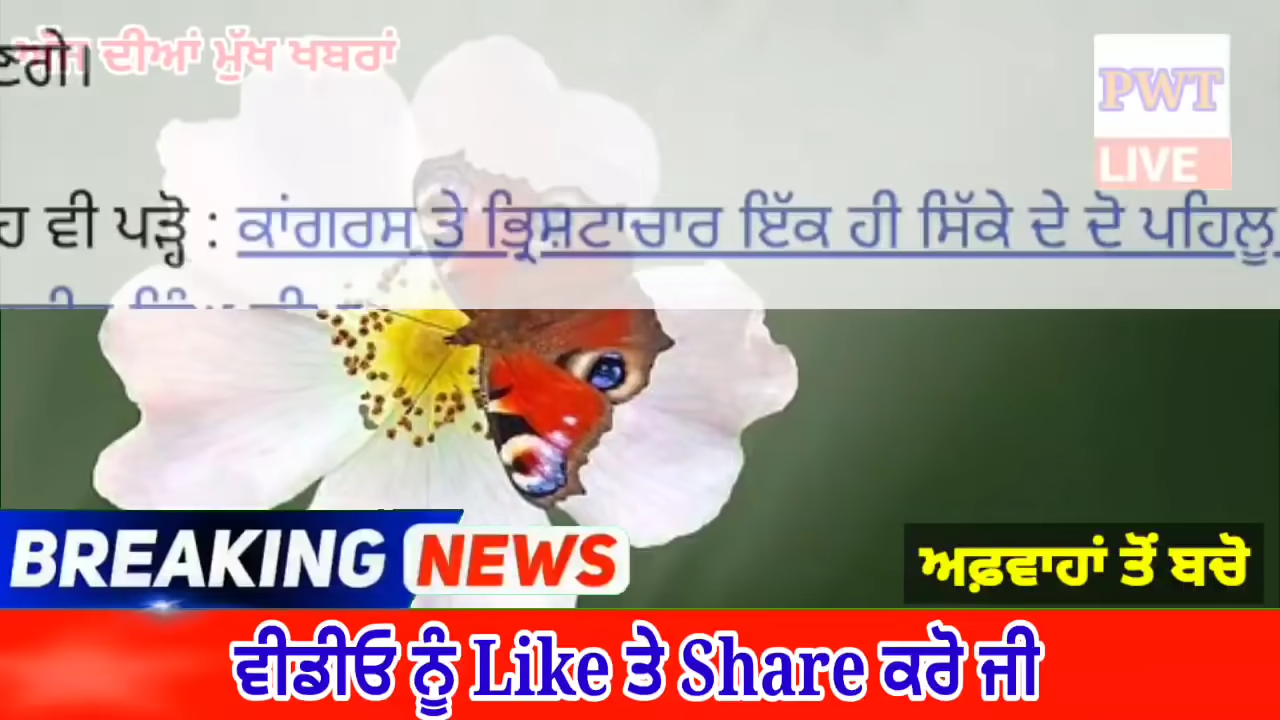 ਅੱਜ ਦੀਆਂ ਮੁੱਖ ਖਬਰਾਂ
PWT
LIVE
ਵੀ ਪੜ੍ਹੋ : ਕਾਂਗਰਸ ਤੇ ਭ੍ਰਿਸ਼ਟਾਚਾਰ ਇੱਕ ਹੀ ਸਿੱਕੇ ਦੇ ਦੋ ਪਹਿਲੂ
BREAKING NEWS
ਅਫ਼ਵਾਹਾਂ ਤੋਂ ਬਚੋ
ਵੀਡੀਓ ਨੂੰ Like ਤੇ Share ਕਰੋ ਜੀ